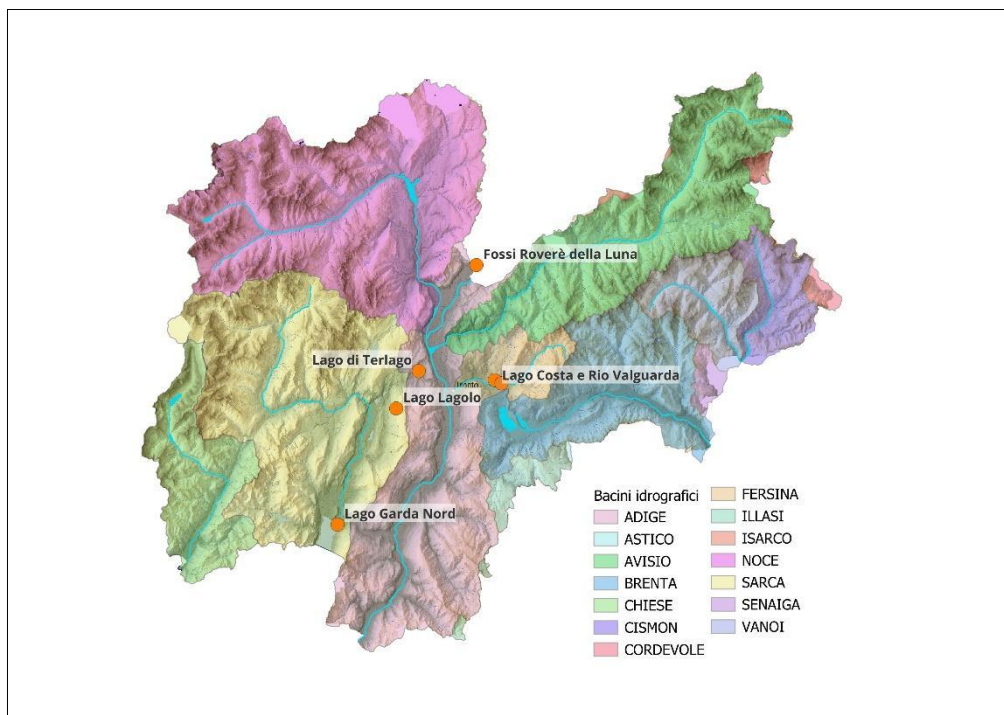 Fossi Roverè della Luna
Lago di Terlago
Trento
Lago Costa e Rio Valguarda
Lago Lagolo
Lago Garda Nord
Bacini idrografici
ADIGE
ASTICO
AVISIO
BRENTA
CHIESE
CISMON
CORDEVOLE
FERSINA
ILLASI
ISARCO
NOCE
SARCA
SENAIGA
VANOI